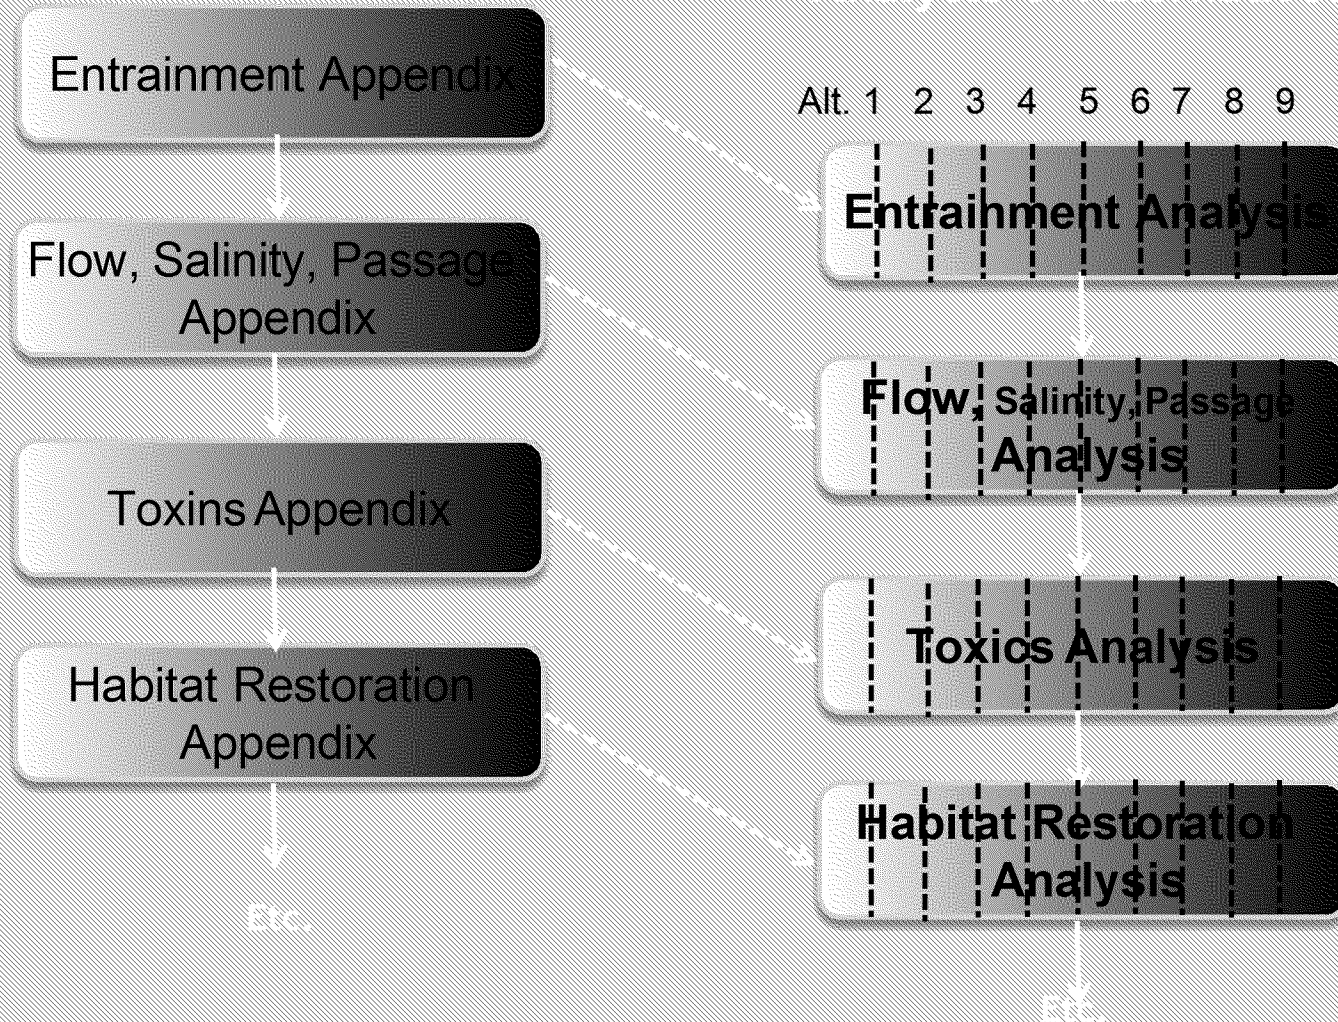 Entrainment Appendix
Flow, Salinity, Passage
Appendix
Toxins Appendix
Habitat Restoration
Appendix
Etc.
Alt. 1 2 3 4 5 6 7 8 9
Entrainment Analysis
Flow, Salinity, Passage
Analysis
Toxics Analysis
Habitat Restoration
Analysis
Etc.